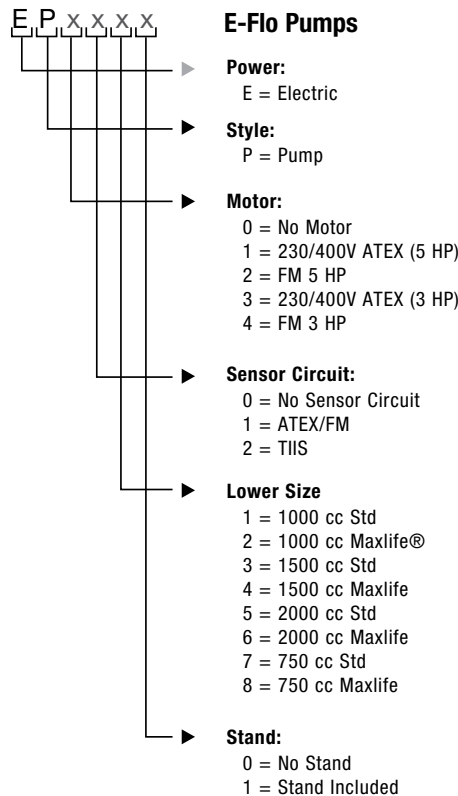 EPxxxx
E-Flo Pumps
Power:
E = Electric
Style:
P = Pump
Motor:
0 = No Motor
1 = 230/400V ATEX (5 HP)
2 = FM 5 HP
3 = 230/400V ATEX (3 HP)
4 = FM 3 HP
Sensor Circuit:
0 = No Sensor Circuit
1 = ATEX/FM
2 = TIIS
Lower Size
1 = 1000 cc Std
2 = 1000 cc Maxlife®
3 = 1500 cc Std
4 = 1500 cc Maxlife
5 = 2000 cc Std
6 = 2000 cc Maxlife
7 = 750 cc Std
8 = 750 cc Maxlife
Stand:
0 = No Stand
1 = Stand Included